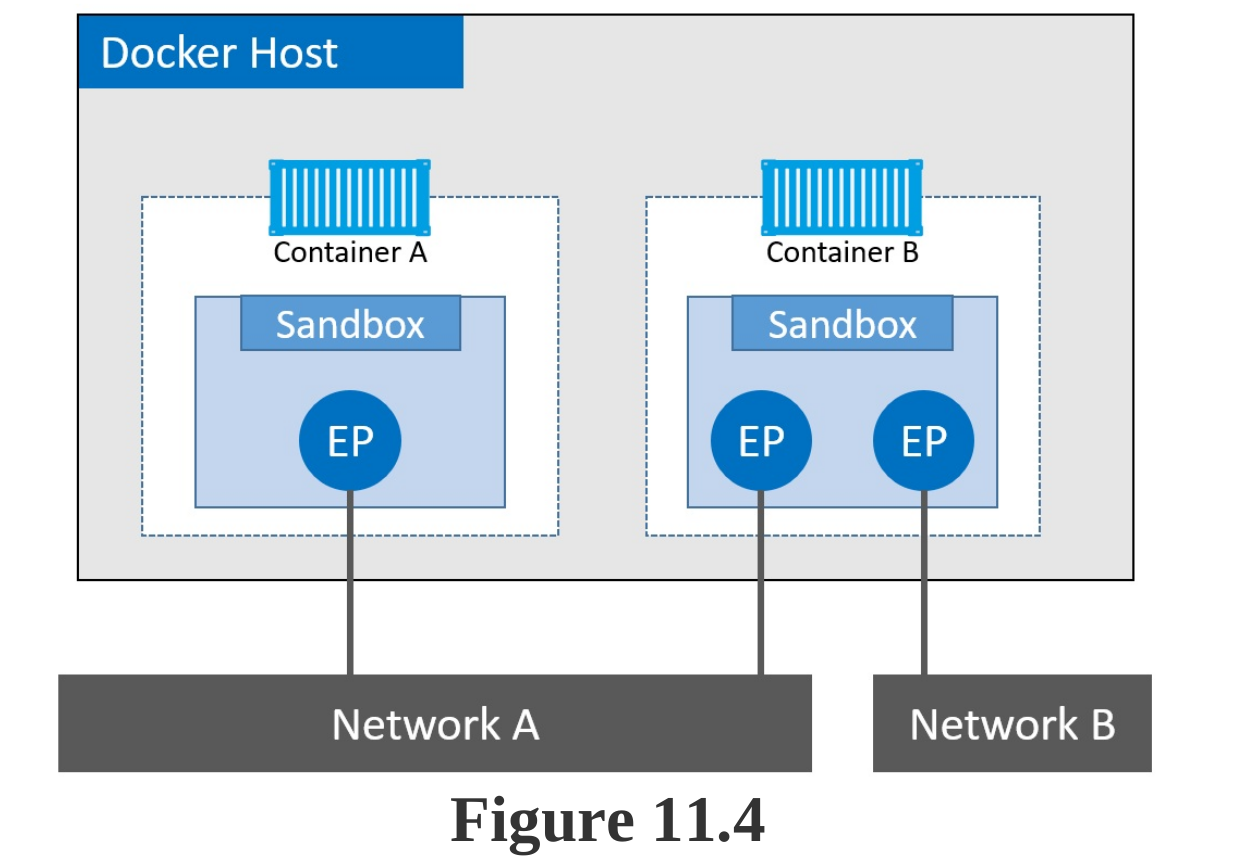 Docker Host
Container A
Container B
Sandbox
Sandbox
EP
EP
EP
Network A
Network B
Figure 11.4